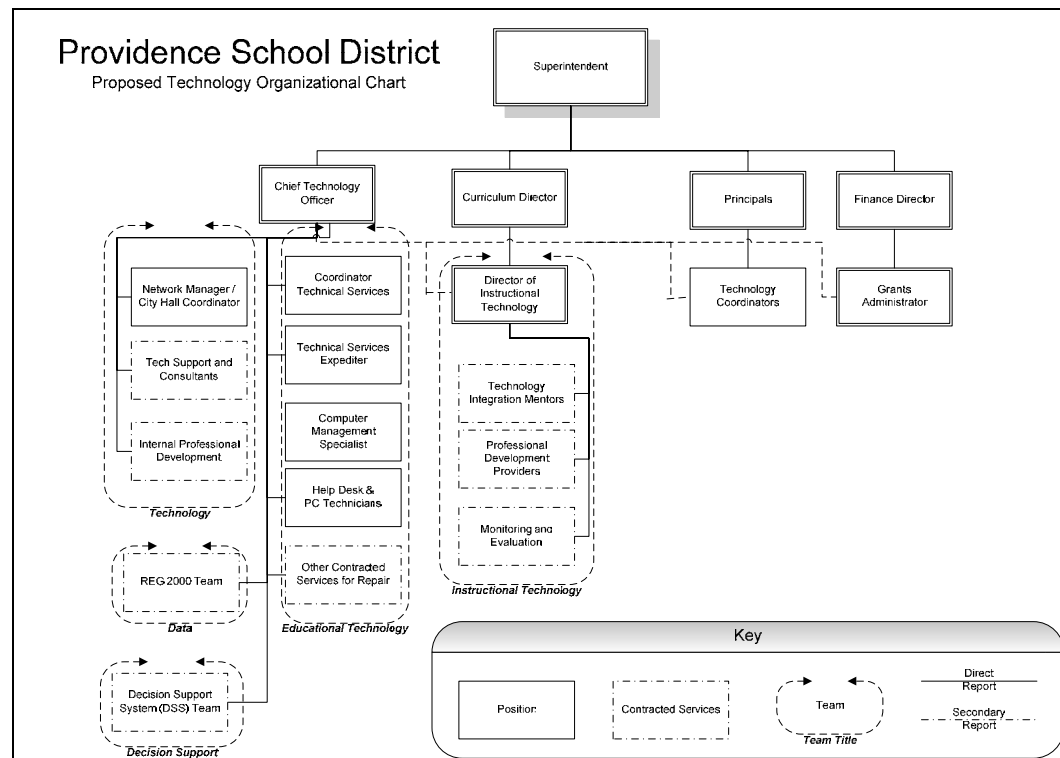 Providence School District
Proposed Technology Organizational Chart
Superintendent
Chief Technology
Officer
Curriculum Director
Principals
Finance Director
Network Manager /
City Hall Coordinator
Tech Support and
Consultants
Internal Professional
Development
Technology
REG 2000 Team
Data
Decision Support
System (DSS) Team
Decision Support
Coordinator
Technical Services
Technical Services
Expediter
Computer
Management
Specialist
Help Desk &
PC Technicians
Other Contracted
Services for Repair
Educational Technology
Director of
Instructional
Technology
Technology
Integration Mentors
Professional
Development
Providers
Monitoring and
Evaluation
Instructional Technology
Technology
Coordinators
Grants
Administrator
Key
Position
Contracted Services
Team
Team Title
Direct
Report
Secondary
Report